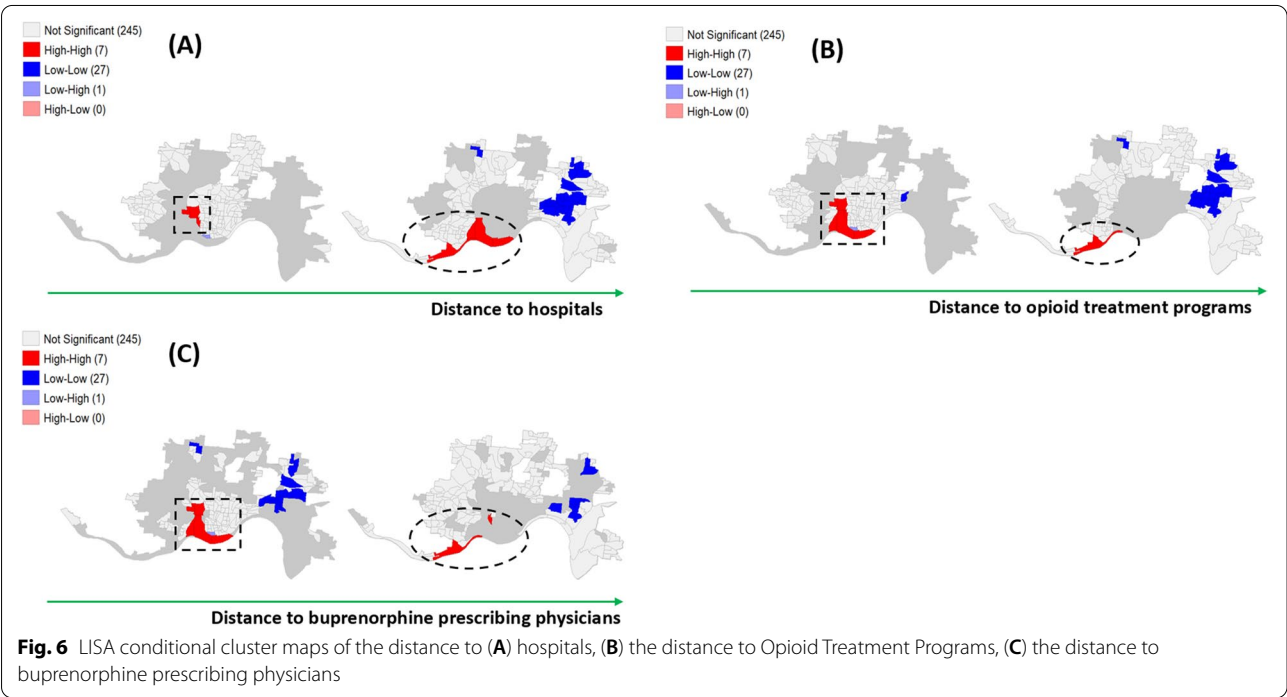 Not Significant (245)
High-High (7)
Low-Low (27)
Low-High (1)
High-Low (0)
(A)
Distance to hospitals
Not Significant (245)
High-High (7)
Low-Low (27)
Low-High (1)
High-Low (0)
(B)
Distance to opioid treatment programs
Not Significant (245)
High-High (7)
Low-Low (27)
Low-High (1)
High-Low (0)
(C)
Distance to buprenorphine prescribing physicians
Fig. 6 LISA conditional cluster maps of the distance to (A) hospitals, (B) the distance to Opioid Treatment Programs, (C) the distance to
buprenorphine prescribing physicians